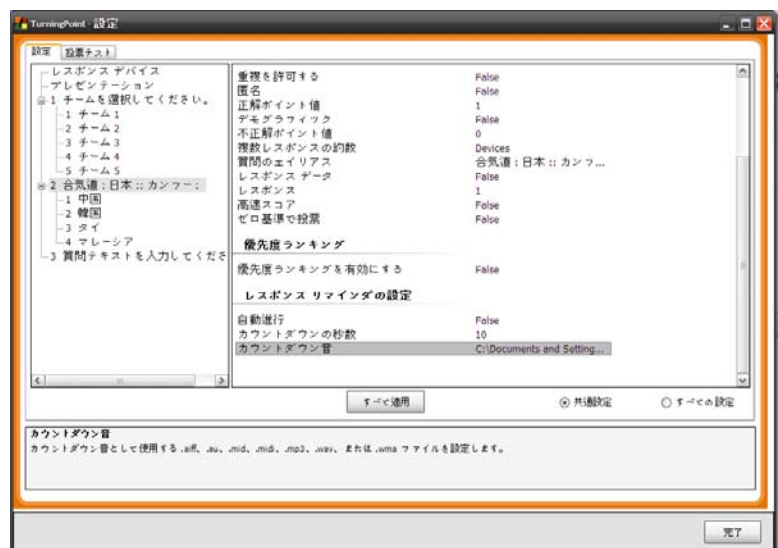 TurningPoint - 設定
設定
投票テスト
レスポンス デバイス
プレゼンテーション
1 チームを選択してください。
1 チーム 1
2 チーム 2
3 チーム 3
4 チーム 4
5 チーム 5
2 合気道 : 日本 :: カンフー :
1 中国
2 韓国
3 タイ
4 マレーシア
3 質問テキストを入力してくださ
重複を許可する False
匿名 False
正解ポイント値 1
デモグラフィック False
不正解ポイント値 0
複数レスポンスの約数 Devices
質問のエイリアス 合気道 : 日本 :: カンフ...
レスポンス データ False
レスポンス 1
高速スコア False
ゼロ基準で投票 False
優先度ランキング
優先度ランキングを有効にする False
レスポンス リマインダの設定
自動進行 False
カウントダウンの秒数 10
カウントダウン音 C:\Documents and Setting...
すべて適用
共通設定
すべての設定
カウントダウン音
カウントダウン音として使用する .aiff、.au、.mid、.midi、.mp3、.wav、または .wma ファイルを設定します。
完了